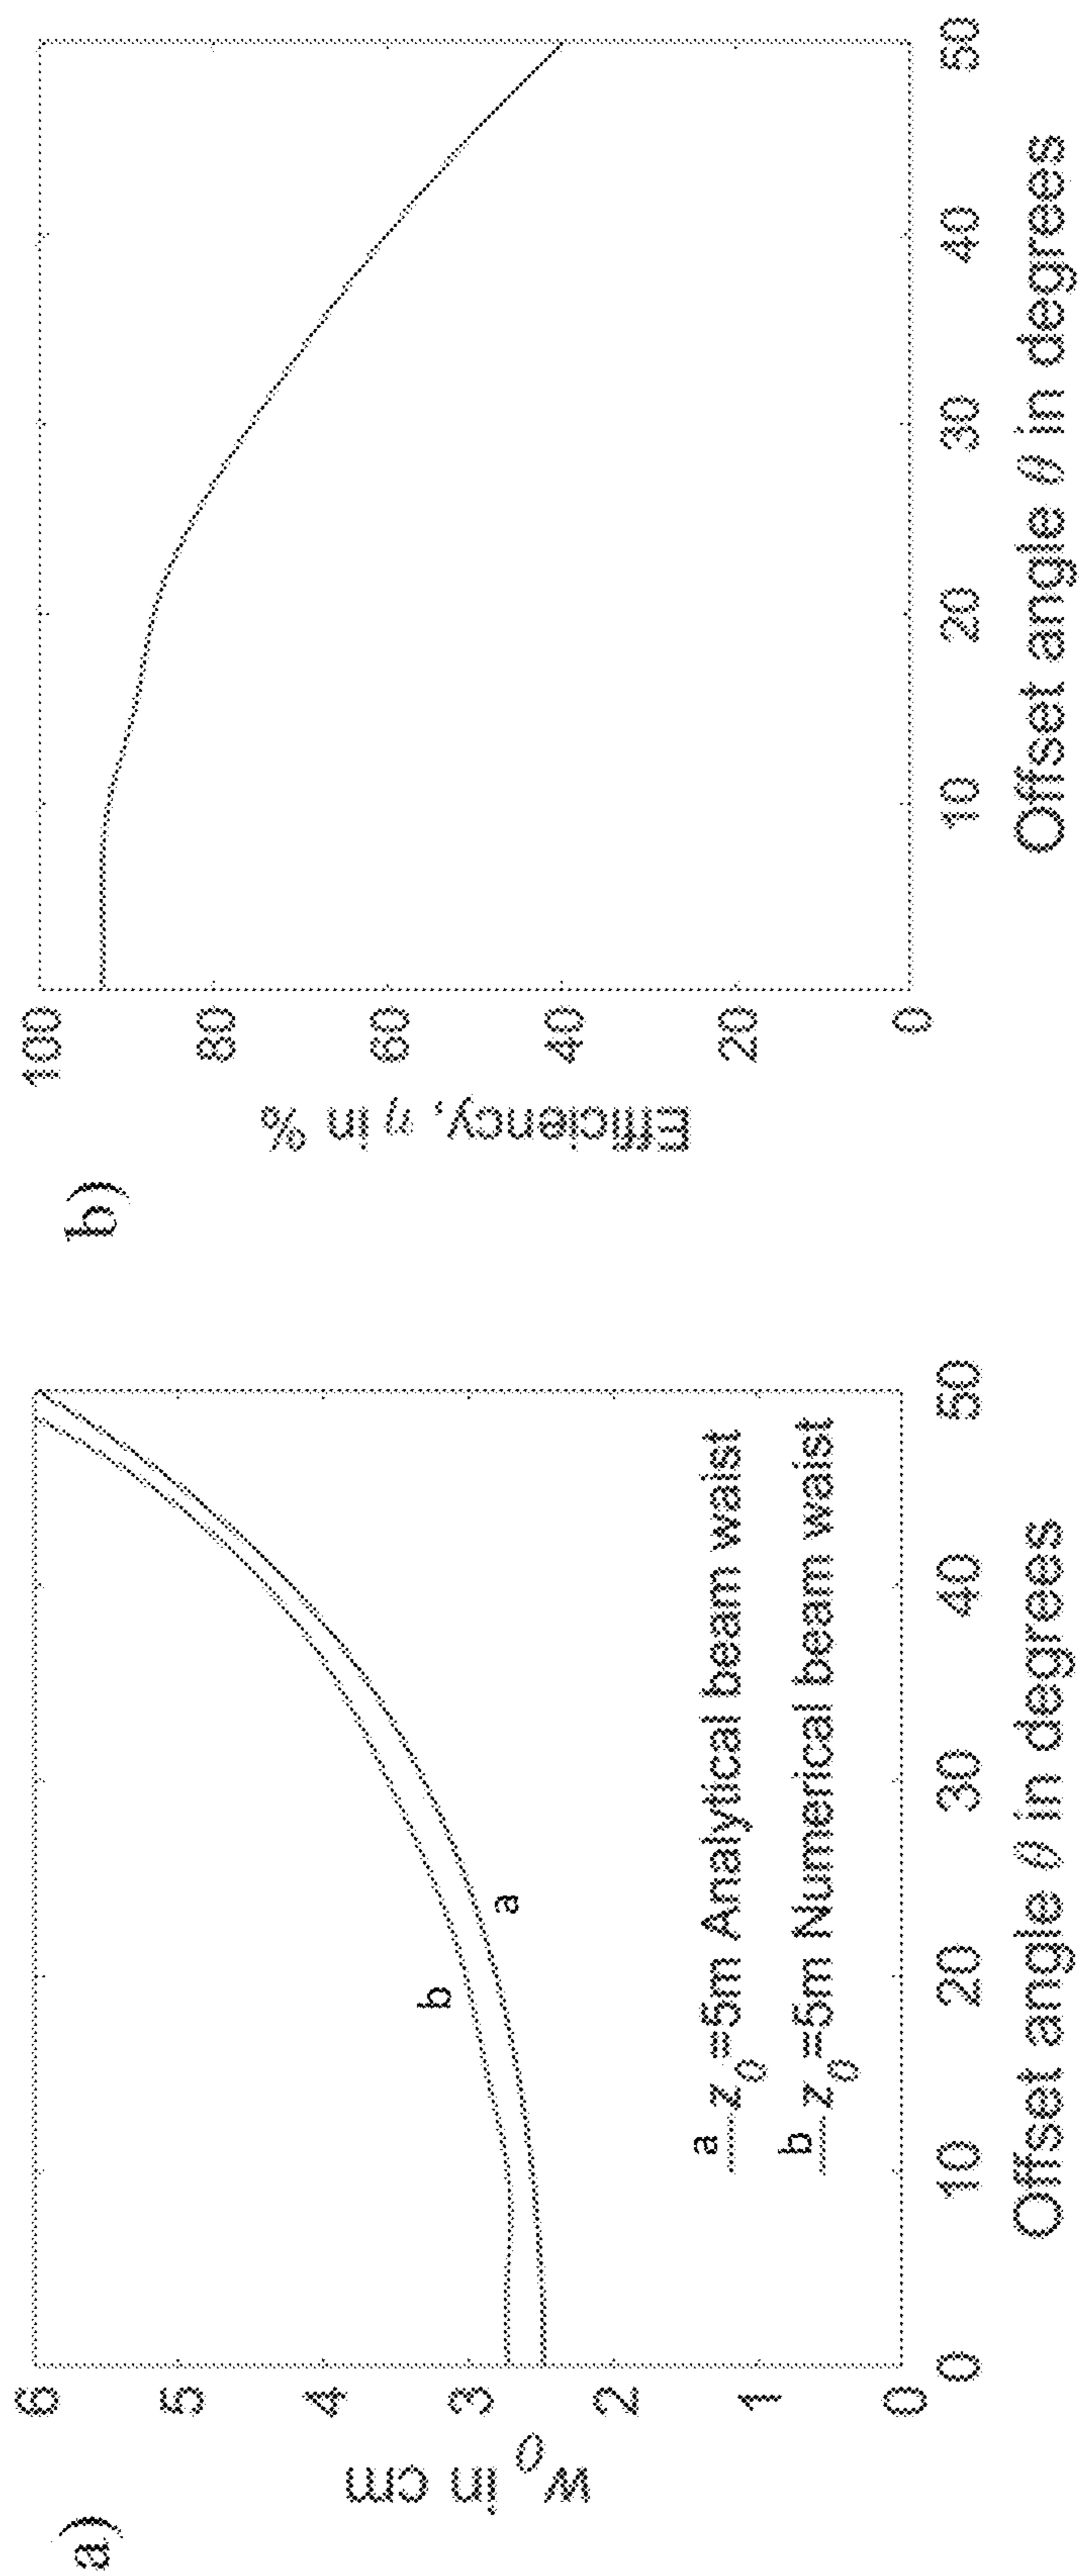 a)
w₀ in cm
6
5
4
3
2
1
0
b
a
a z₀=5m Analytical beam waist
b z₀=5m Numerical beam waist
0 10 20 30 40 50
Offset angle θ in degrees
b)
Efficiency, η in %
100
80
60
40
20
0
10 20 30 40 50
Offset angle θ in degrees